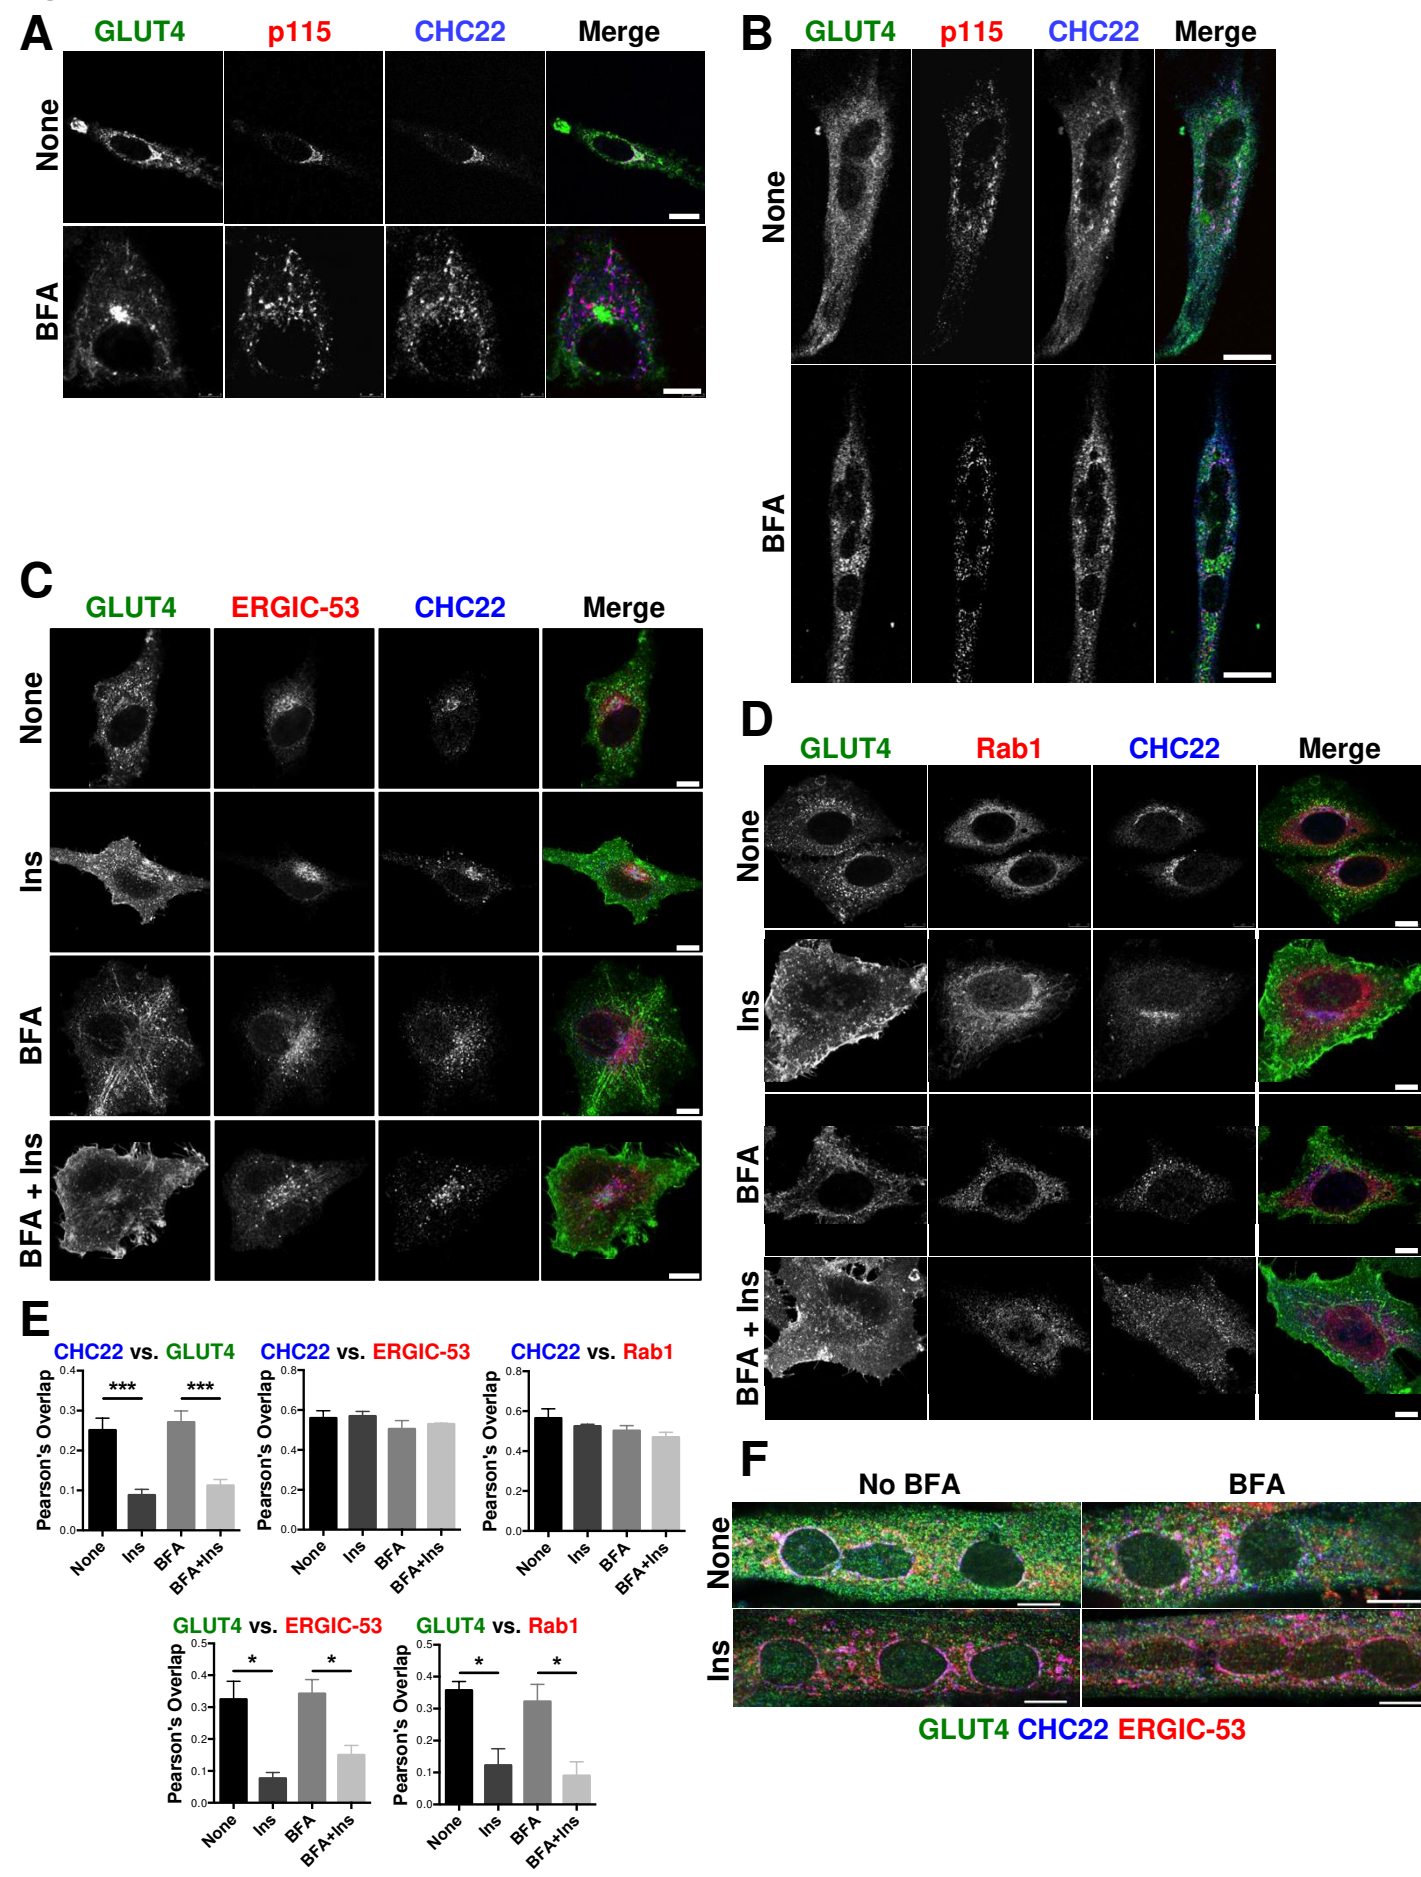 A
GLUT4 p115 CHC22 Merge
None
BFA
B
GLUT4 p115 CHC22 Merge
None
BFA
C
GLUT4 ERGIC-53 CHC22 Merge
None
Ins
BFA
BFA + Ins
D
GLUT4 Rab1 CHC22 Merge
None
Ins
BFA
BFA + Ins
E
CHC22 vs. GLUT4
Pearson's Overlap
0.4
0.3
0.2
0.1
0.0
*** ***
None Ins BFA BFA+Ins
CHC22 vs. ERGIC-53
Pearson's Overlap
0.8
0.6
0.4
0.2
0.0
None Ins BFA BFA+Ins
CHC22 vs. Rab1
Pearson's Overlap
0.8
0.6
0.4
0.2
0.0
None Ins BFA BFA+Ins
GLUT4 vs. ERGIC-53
Pearson's Overlap
0.5
0.4
0.3
0.2
0.1
0.0
* *
None Ins BFA BFA+Ins
GLUT4 vs. Rab1
Pearson's Overlap
0.5
0.4
0.3
0.2
0.1
0.0
* *
None Ins BFA BFA+Ins
F
No BFA BFA
None
Ins
GLUT4 CHC22 ERGIC-53